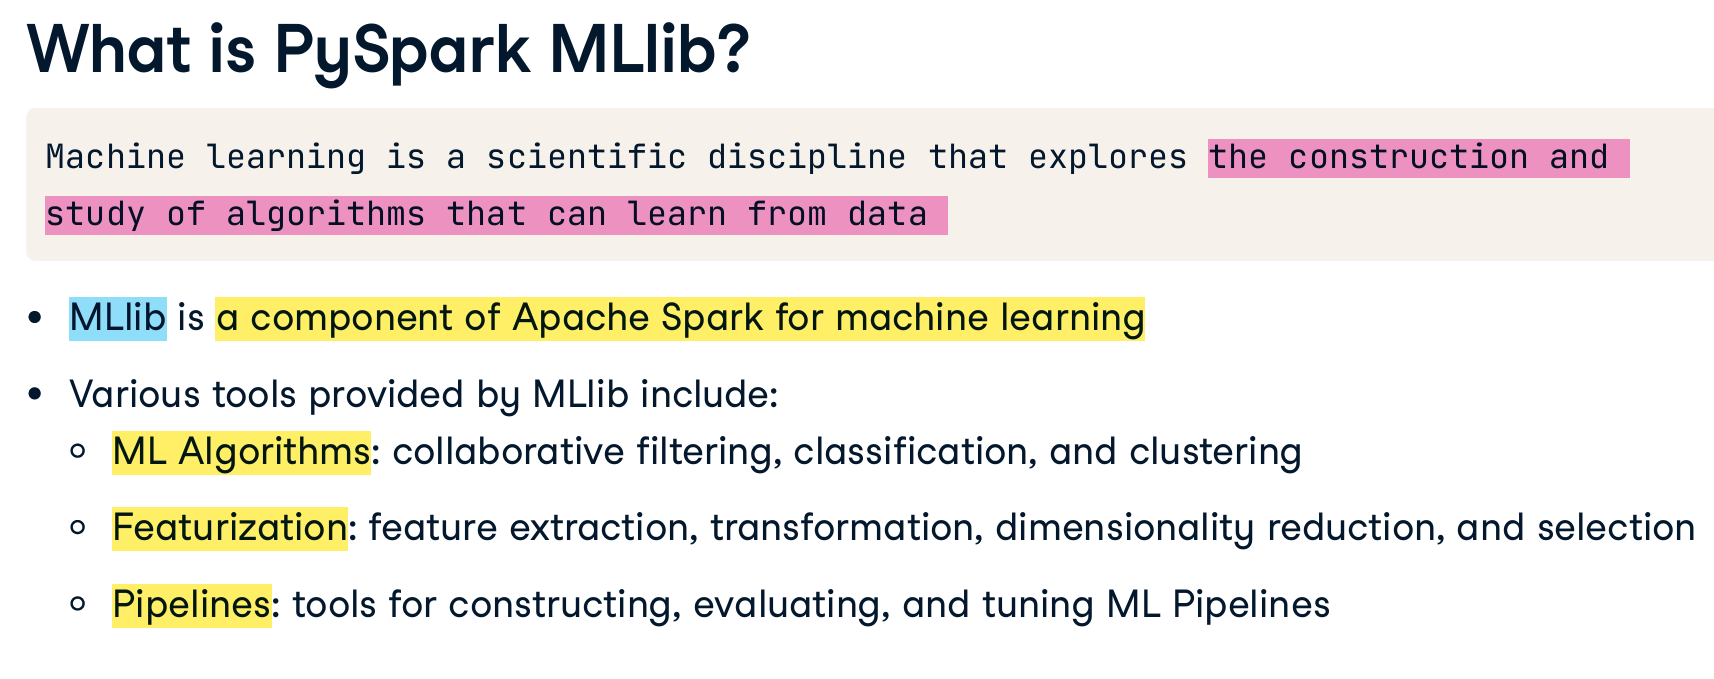 What is PySpark MLlib?
Machine learning is a scientific discipline that explores the construction and
study of algorithms that can learn from data
• MLlib is a component of Apache Spark for machine learning
• Various tools provided by MLlib include:
○ ML Algorithms: collaborative filtering, classification, and clustering
○ Featurization: feature extraction, transformation, dimensionality reduction, and selection
○ Pipelines: tools for constructing, evaluating, and tuning ML Pipelines